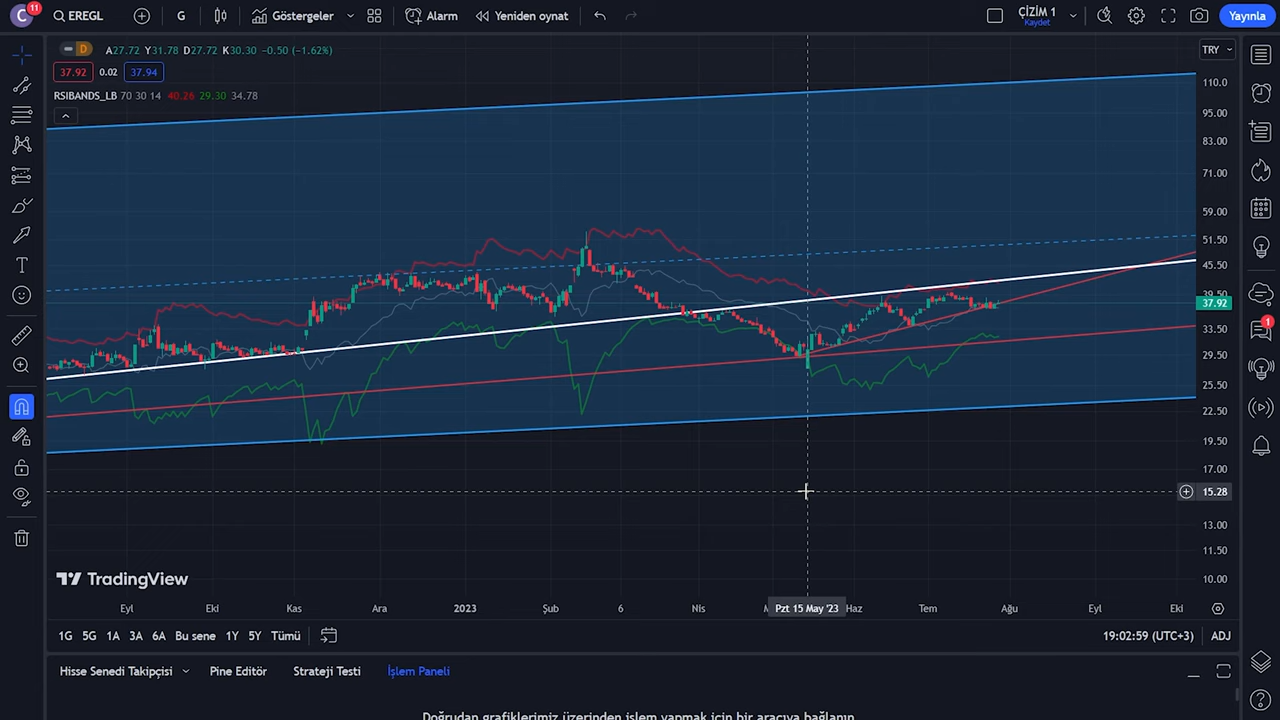 C 11 EREGL G Göstergeler Alarm Yeniden oynat ÇİZİM 1 Kaydet Yayınla
D A27.72 Y31.78 D27.72 K30.30 −0.50 (−1.62%) TRY
37.92 0.02 37.94
RSIBANDS_LB 70 30 14 40.26 29.30 34.78
110.0
95.00
83.00
71.00
59.00
51.50
45.50
39.50
37.92
33.50
29.50
25.50
22.50
19.50
17.00
15.28
13.00
11.50
10.00
1
TradingView
Eyl Eki Kas Ara 2023 Şub 6 Nis Pzt 15 May '23 Haz Tem Ağu Eyl Eki
1G 5G 1A 3A 6A Bu sene 1Y 5Y Tümü 19:02:59 (UTC+3) ADJ
Hisse Senedi Takipçisi Pine Editör Strateji Testi İşlem Paneli
Doğrudan grafiklerimiz üzerinden işlem yapmak için bir aracıya bağlanın